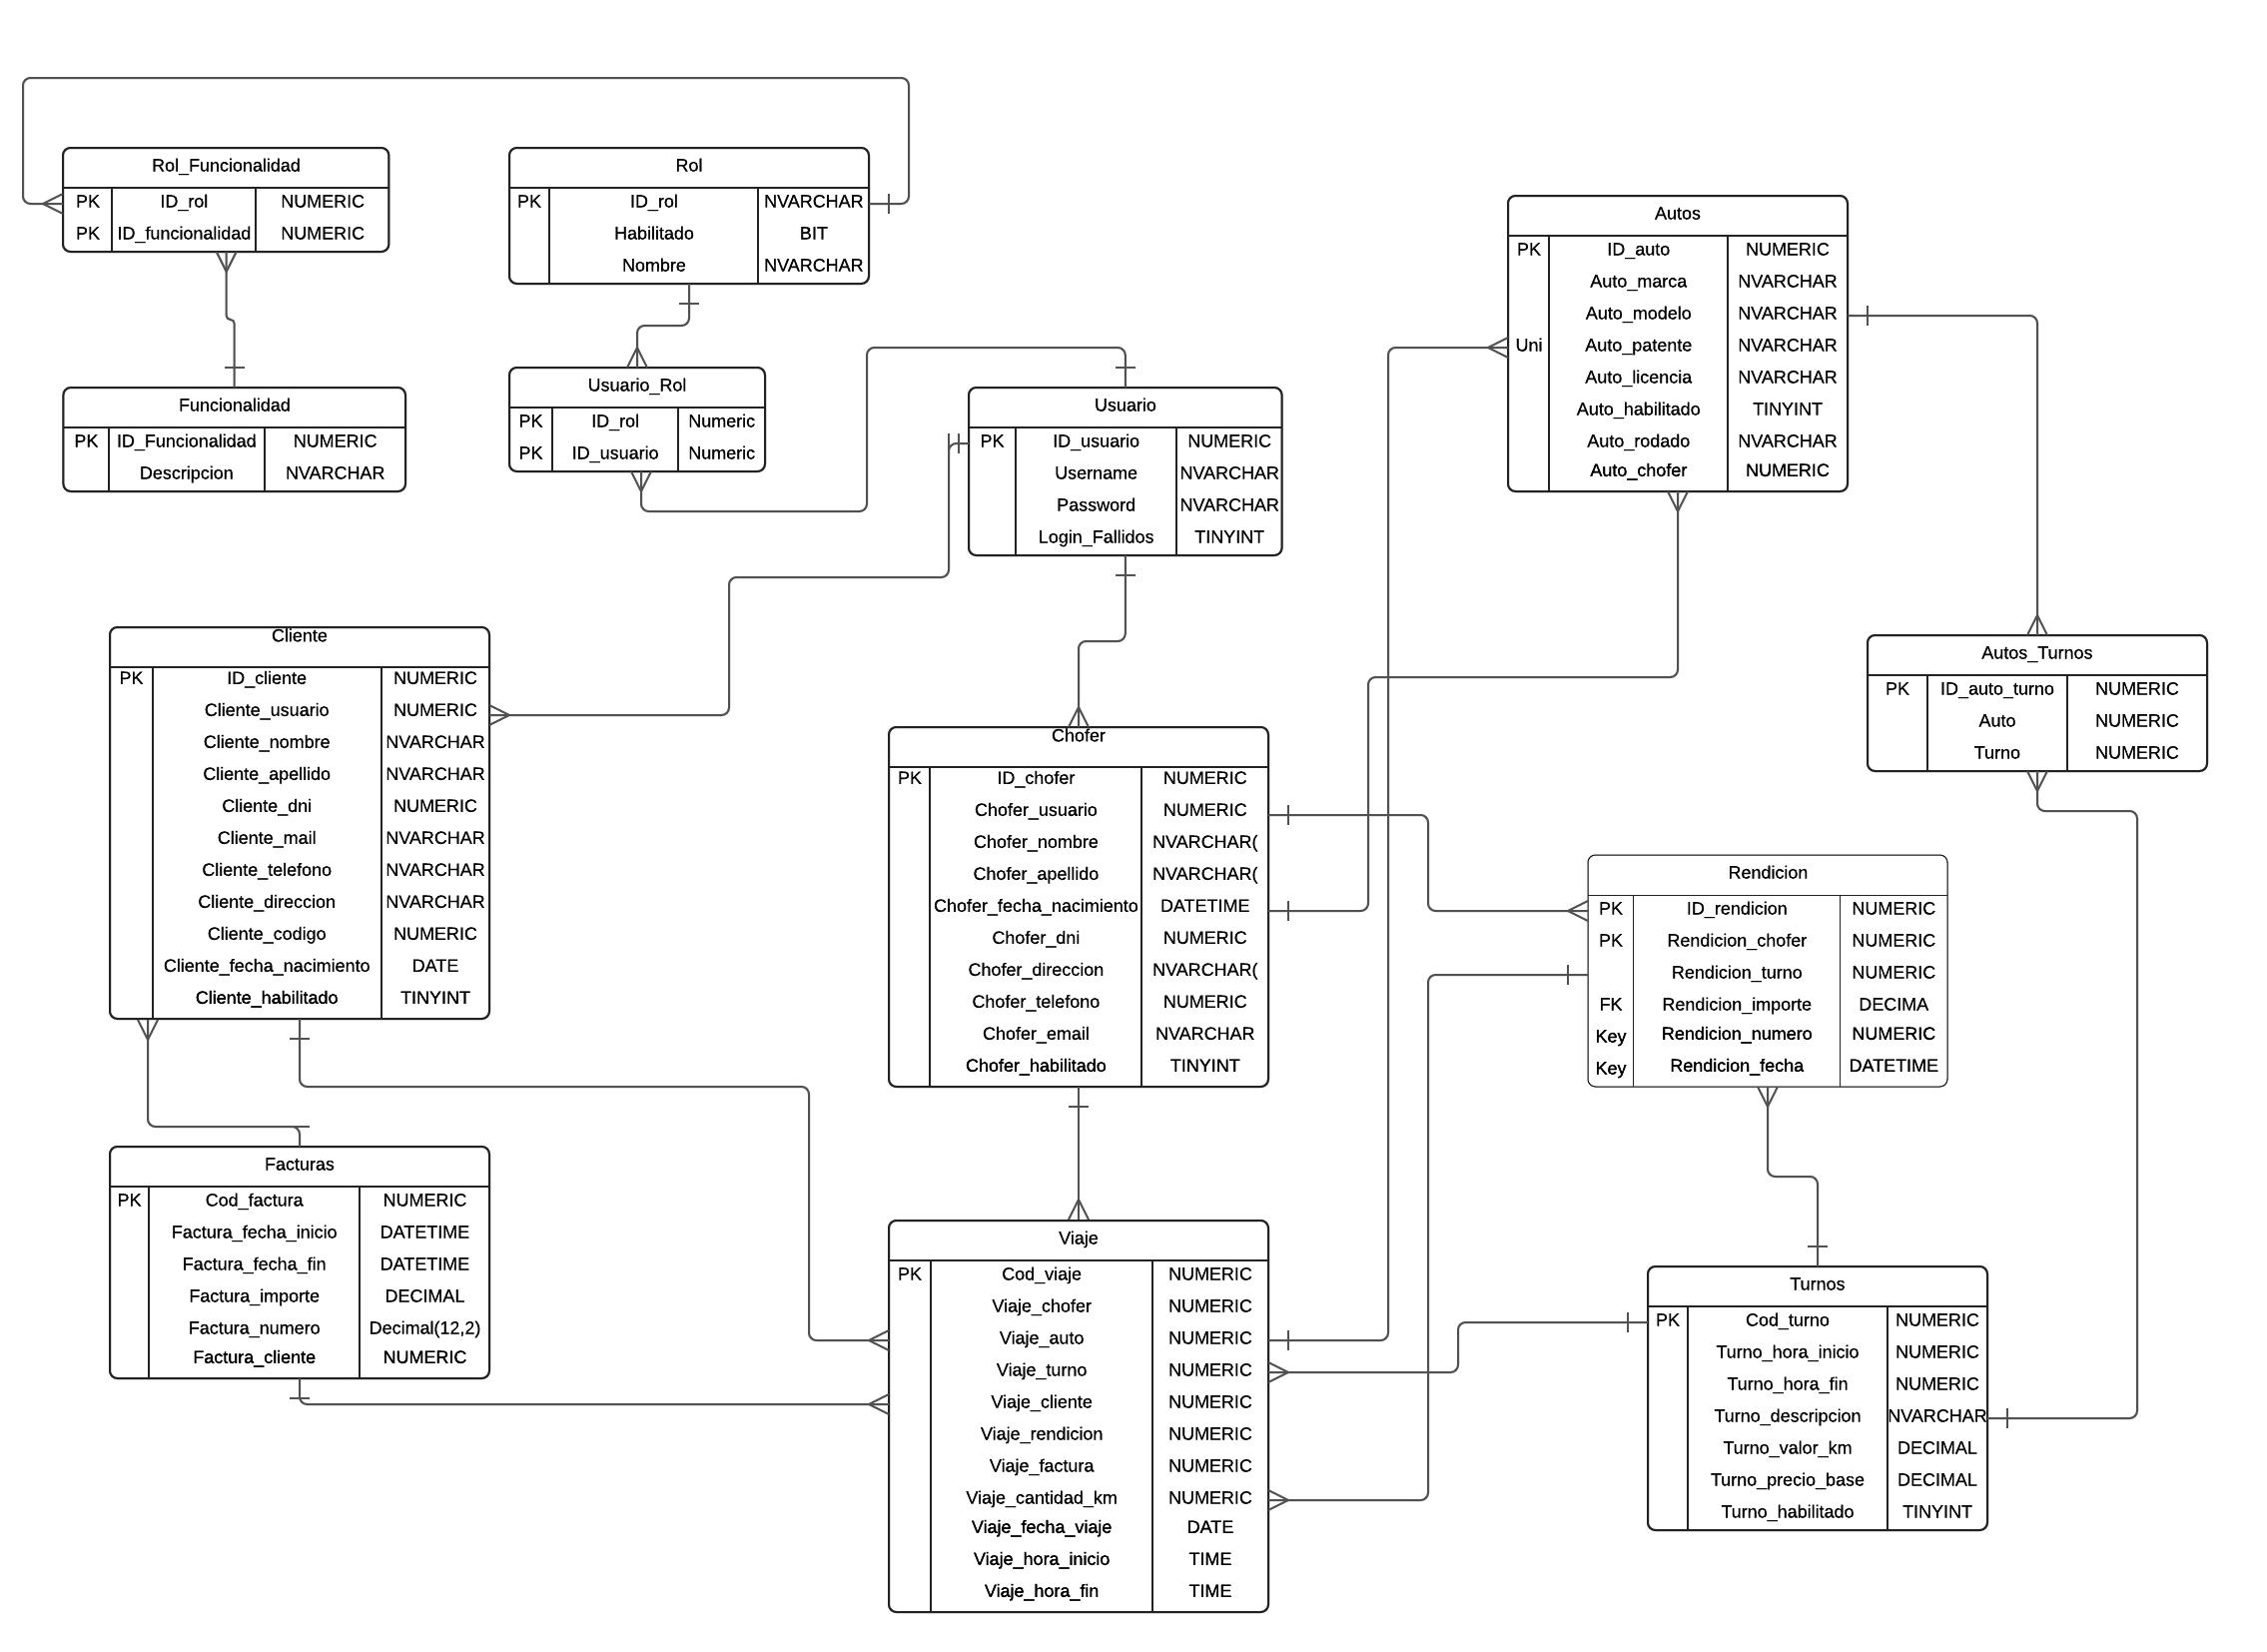 Rol_Funcionalidad
PK ID_rol NUMERIC
PK ID_funcionalidad NUMERIC
Rol
PK ID_rol NVARCHAR
Habilitado BIT
Nombre NVARCHAR
Autos
PK ID_auto NUMERIC
Auto_marca NVARCHAR
Auto_modelo NVARCHAR
Uni Auto_patente NVARCHAR
Auto_licencia NVARCHAR
Auto_habilitado TINYINT
Auto_rodado NVARCHAR
Auto_chofer NUMERIC
Funcionalidad
PK ID_Funcionalidad NUMERIC
Descripcion NVARCHAR
Usuario_Rol
PK ID_rol Numeric
PK ID_usuario Numeric
Usuario
PK ID_usuario NUMERIC
Username NVARCHAR
Password NVARCHAR
Login_Fallidos TINYINT
Cliente
PK ID_cliente NUMERIC
Cliente_usuario NUMERIC
Cliente_nombre NVARCHAR
Cliente_apellido NVARCHAR
Cliente_dni NUMERIC
Cliente_mail NVARCHAR
Cliente_telefono NVARCHAR
Cliente_direccion NVARCHAR
Cliente_codigo NUMERIC
Cliente_fecha_nacimiento DATE
Cliente_habilitado TINYINT
Chofer
PK ID_chofer NUMERIC
Chofer_usuario NUMERIC
Chofer_nombre NVARCHAR(
Chofer_apellido NVARCHAR(
Chofer_fecha_nacimiento DATETIME
Chofer_dni NUMERIC
Chofer_direccion NVARCHAR(
Chofer_telefono NUMERIC
Chofer_email NVARCHAR
Chofer_habilitado TINYINT
Autos_Turnos
PK ID_auto_turno NUMERIC
Auto NUMERIC
Turno NUMERIC
Rendicion
PK ID_rendicion NUMERIC
PK Rendicion_chofer NUMERIC
Rendicion_turno NUMERIC
FK Rendicion_importe DECIMA
Key Rendicion_numero NUMERIC
Key Rendicion_fecha DATETIME
Facturas
PK Cod_factura NUMERIC
Factura_fecha_inicio DATETIME
Factura_fecha_fin DATETIME
Factura_importe DECIMAL
Factura_numero Decimal(12,2)
Factura_cliente NUMERIC
Viaje
PK Cod_viaje NUMERIC
Viaje_chofer NUMERIC
Viaje_auto NUMERIC
Viaje_turno NUMERIC
Viaje_cliente NUMERIC
Viaje_rendicion NUMERIC
Viaje_factura NUMERIC
Viaje_cantidad_km NUMERIC
Viaje_fecha_viaje DATE
Viaje_hora_inicio TIME
Viaje_hora_fin TIME
Turnos
PK Cod_turno NUMERIC
Turno_hora_inicio NUMERIC
Turno_hora_fin NUMERIC
Turno_descripcion NVARCHAR
Turno_valor_km DECIMAL
Turno_precio_base DECIMAL
Turno_habilitado TINYINT